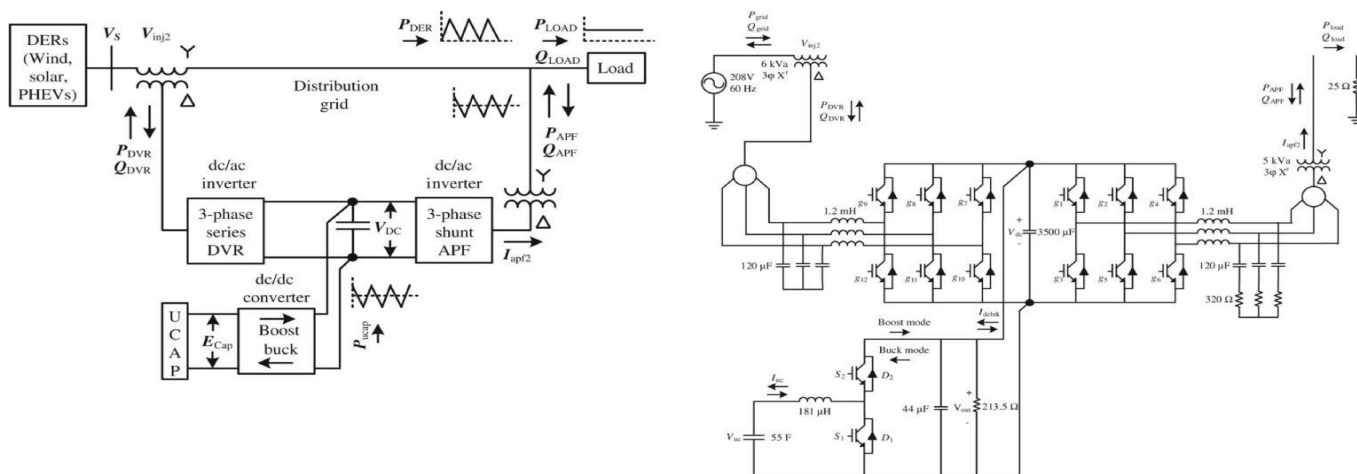 DERs
(Wind,
solar,
PHEVs)
V_S
V_inj2
P_DER
P_LOAD
Q_LOAD
Load
Distribution
grid
P_DVR
Q_DVR
P_APF
Q_APF
dc/ac
inverter
3-phase
series
DVR
V_DC
dc/ac
inverter
3-phase
shunt
APF
I_apf2
dc/dc
converter
U
C
A
P
E_Cap
Boost
buck
P_ucap
P_grid
Q_grid
V_inj2
6 kVa
3φ X'
208V
60 Hz
P_DVR
Q_DVR
P_load
Q_load
25 Ω
P_APF
Q_APF
I_apf2
5 kVa
3φ X'
g9
g8
g7
g1
g2
g4
1.2 mH
+
V_dc
-
3500 μF
1.2 mH
120 μF
g12
g11
g10
g3
g5
g6
120 μF
320 Ω
I_dclnk
Boost mode
Buck mode
S2
D2
I_uc
181 μH
44 μF
+
V_out
-
213.5 Ω
V_uc
55 F
S1
D1